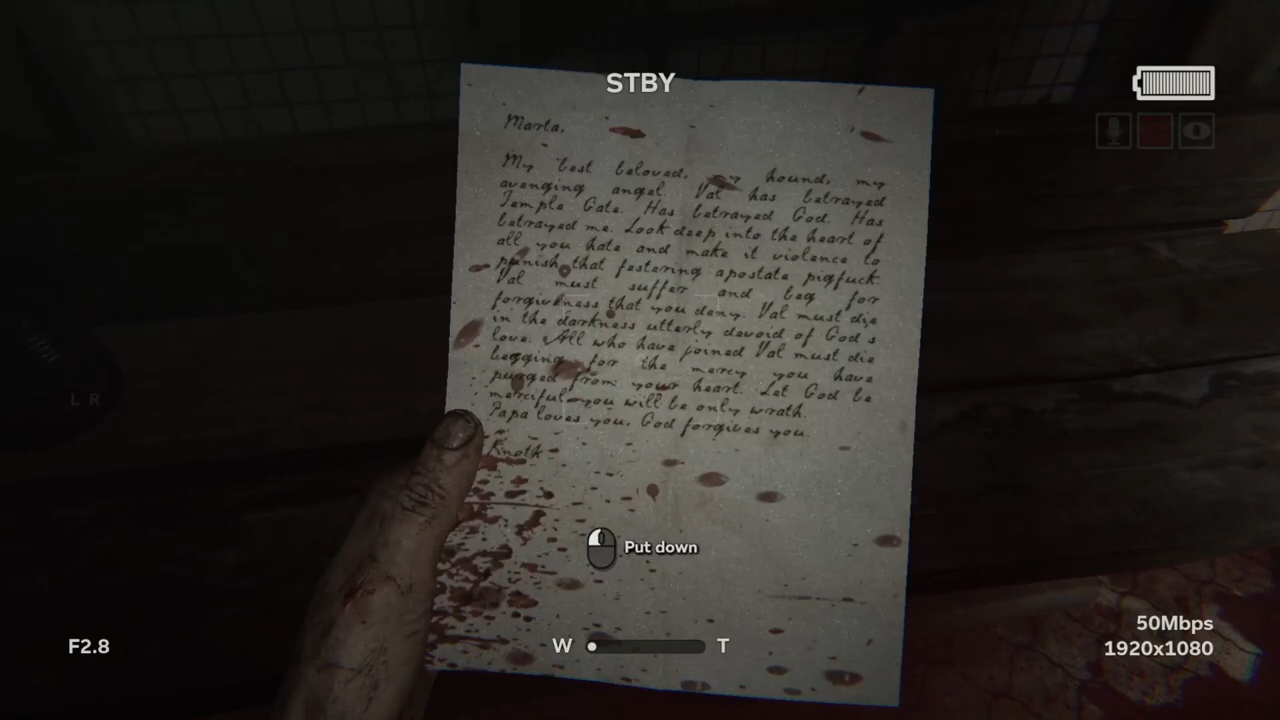 STBY
Marta,
My best beloved, my hound, my
avenging angel. Val has betrayed
Temple Gate. Has betrayed God. Has
betrayed me. Look deep into the heart of
all you hate and make it violence to
punish that festering apostate pigfuck.
Val must suffer and beg for
forgiveness that you deny. Val must die
in the darkness utterly devoid of God s
love. All who have joined Val must die
begging for the mercy you have
purged from your heart. Let God be
merciful, you will be only wrath.
Papa loves you. God forgives you.
Knoth
L R
Put down
F2.8
W T
50Mbps
1920x1080